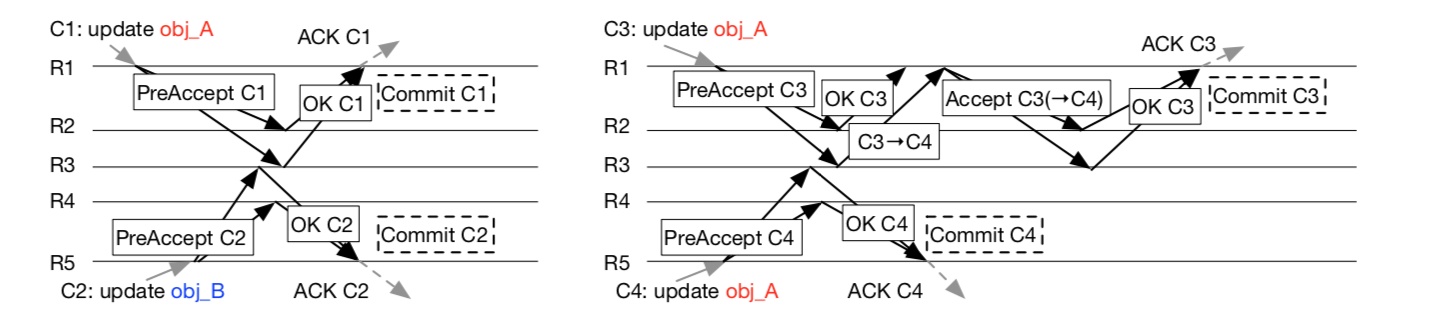 C1: update obj_A
ACK C1
R1
PreAccept C1
OK C1
Commit C1
R2
R3
R4
PreAccept C2
OK C2
Commit C2
R5
C2: update obj_B
ACK C2
C3: update obj_A
ACK C3
R1
PreAccept C3
OK C3
Accept C3(→C4)
OK C3
Commit C3
R2
C3→C4
R3
R4
PreAccept C4
OK C4
Commit C4
R5
C4: update obj_A
ACK C4